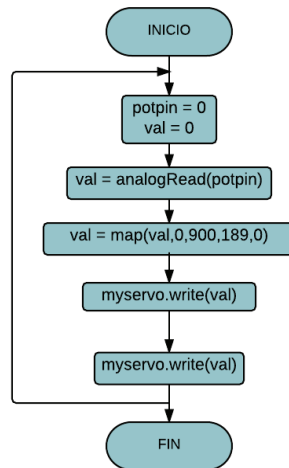 INICIO
potpin = 0
val = 0
val = analogRead(potpin)
val = map(val,0,900,189,0)
myservo.write(val)
myservo.write(val)
FIN